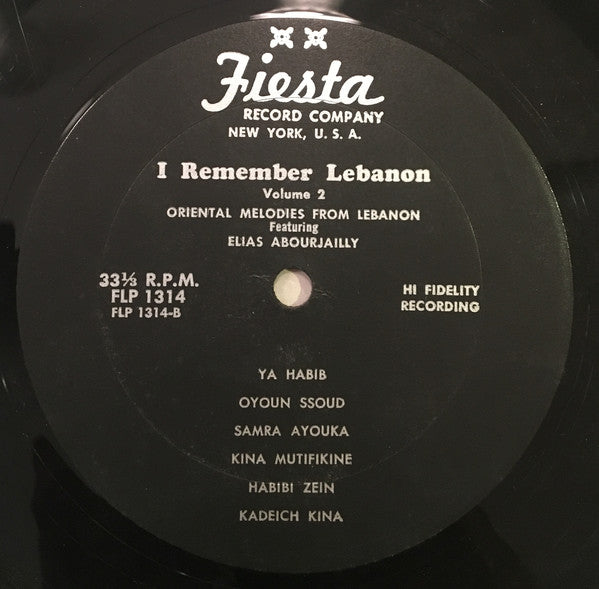 Fiesta
RECORD COMPANY
NEW YORK, U.S.A.
I Remember Lebanon
Volume 2
ORIENTAL MELODIES FROM LEBANON
Featuring
ELIAS ABOURJAILLY
33⅓ R.P.M.
FLP 1314
FLP 1314-B
HI FIDELITY
RECORDING
YA HABIB
OYOUN SSOUD
SAMRA AYOUKA
KINA MUTIFIKINE
HABIBI ZEIN
KADEICH KINA